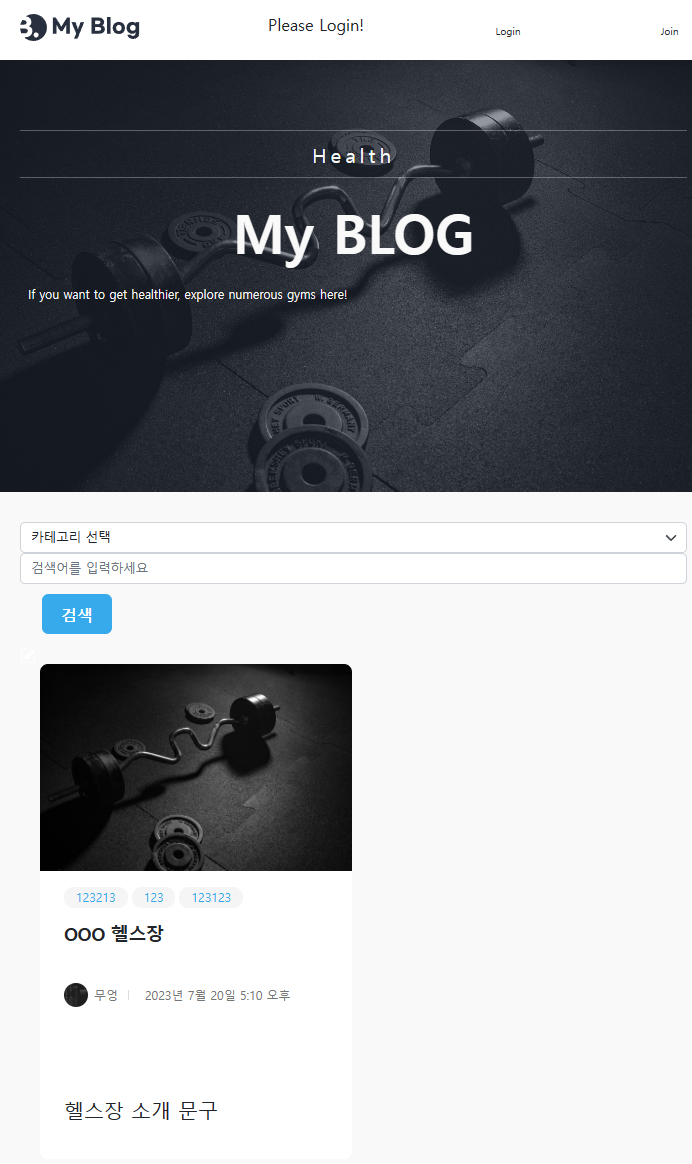 My Blog
Please Login!
Login
Join
Health
My BLOG
If you want to get healthier, explore numerous gyms here!
카테고리 선택
검색어를 입력하세요
검색
123213 123 123123
OOO 헬스장
무엉 2023년 7월 20일 5:10 오후
헬스장 소개 문구